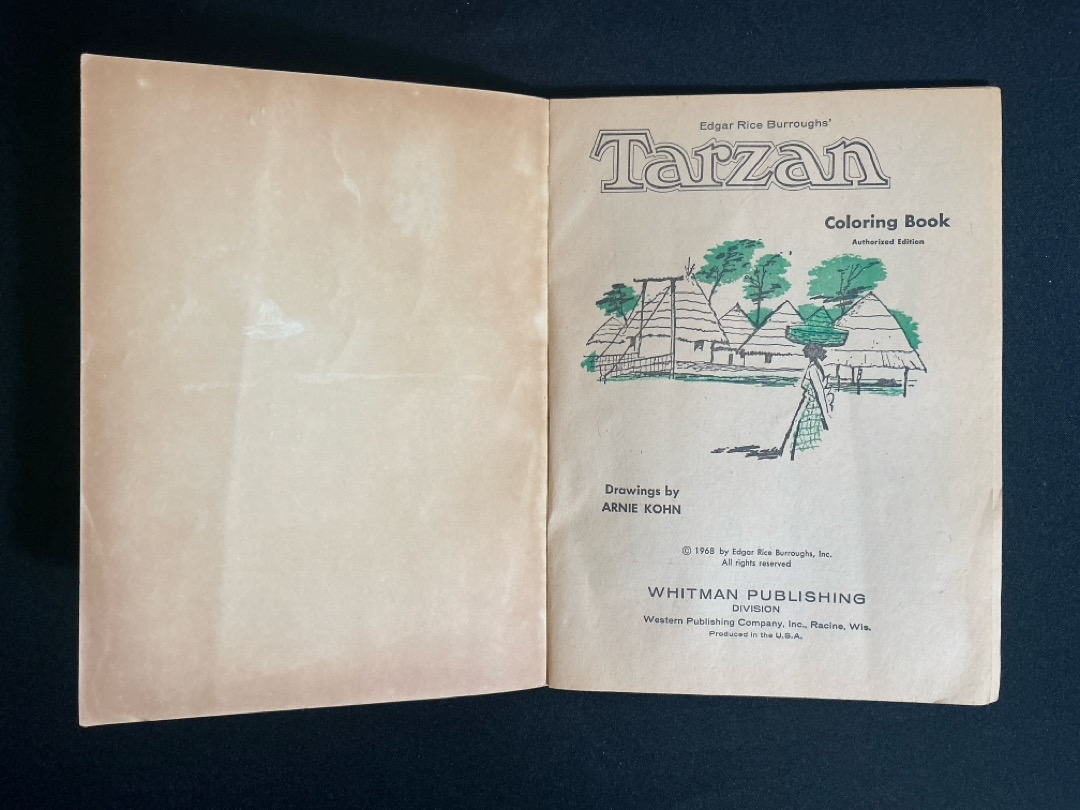 Edgar Rice Burroughs'
Tarzan
Coloring Book
Authorized Edition
Drawings by
ARNIE KOHN
© 1968 by Edgar Rice Burroughs, Inc.
All rights reserved
WHITMAN PUBLISHING
DIVISION
Western Publishing Company, Inc., Racine, Wis.
Produced in the U.S.A.